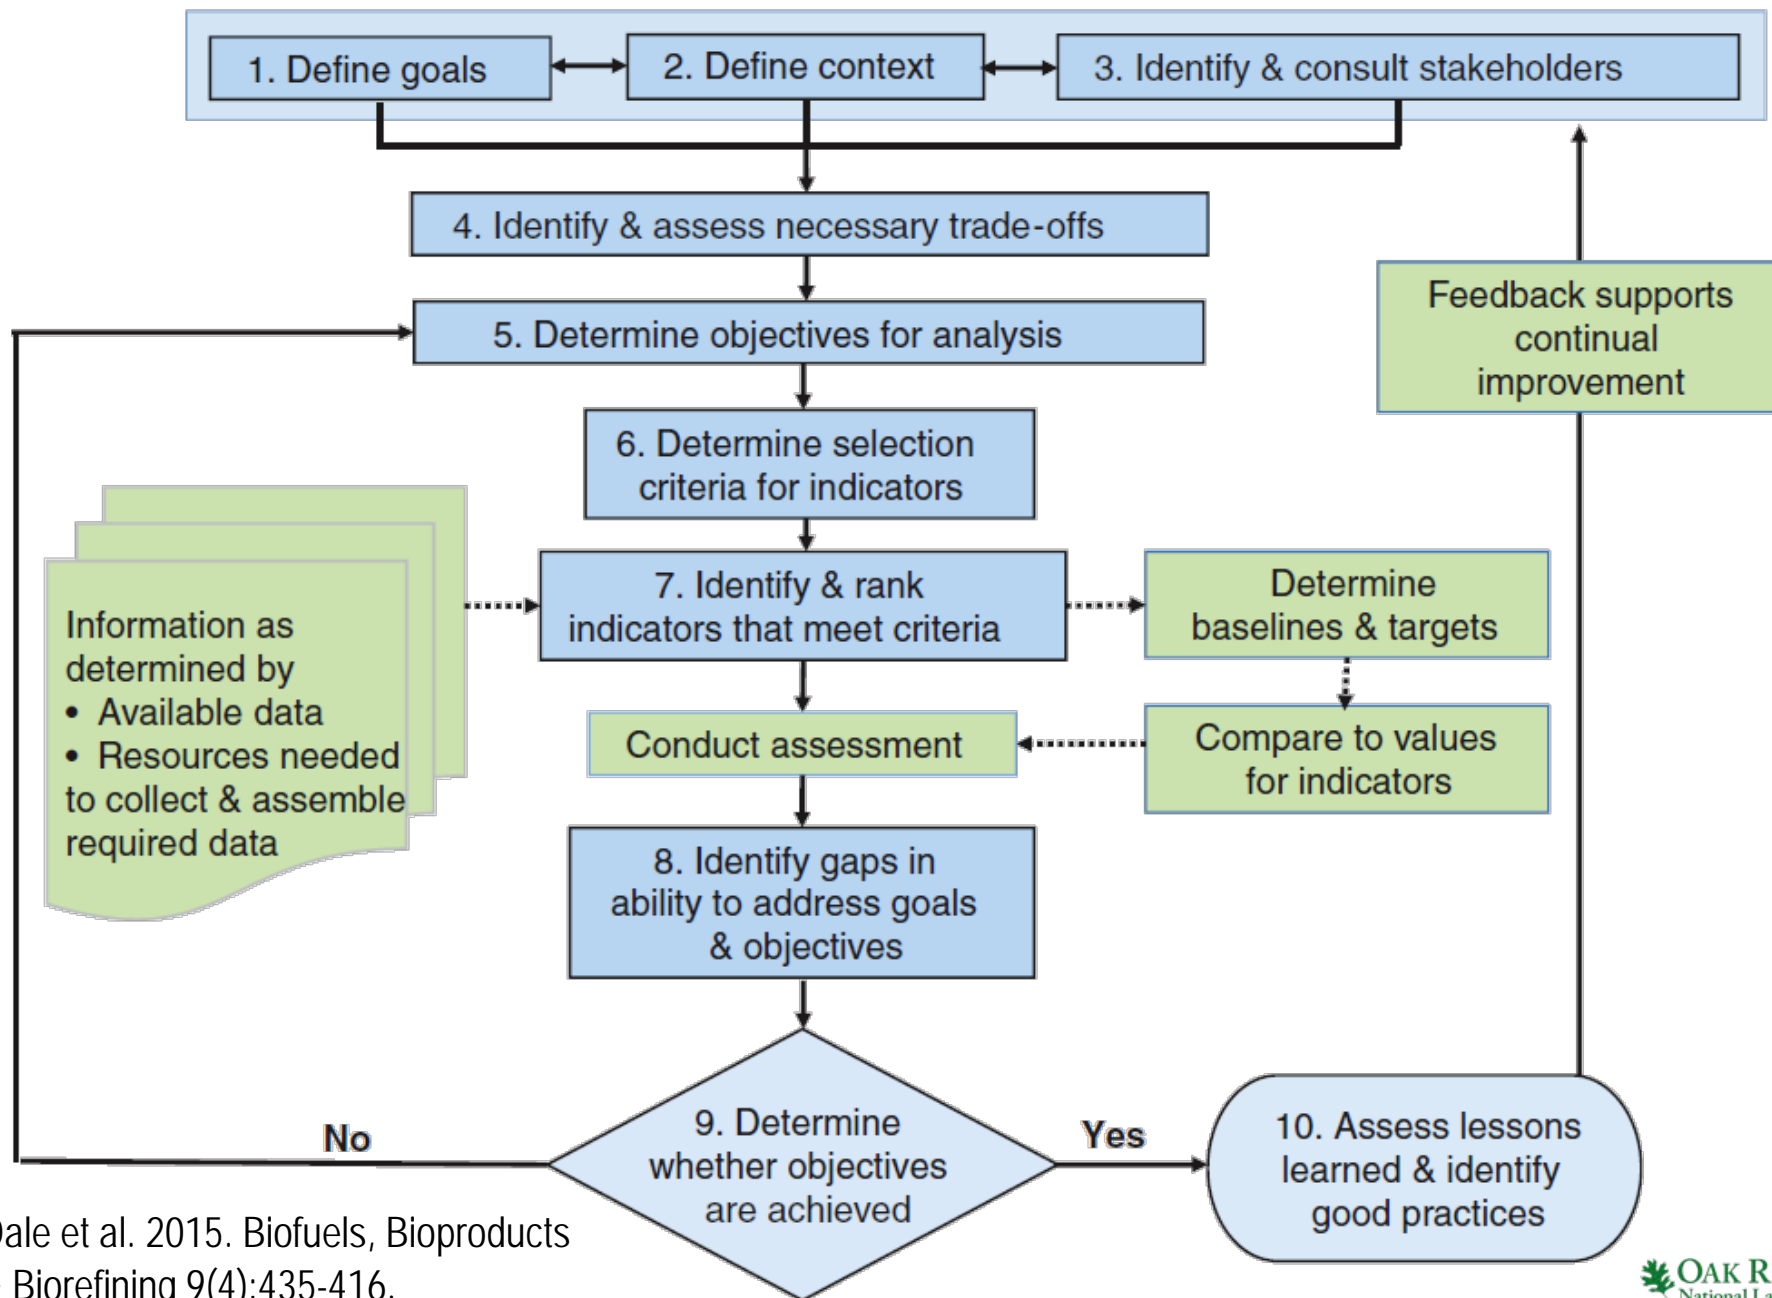 1. Define goals
2. Define context
3. Identify & consult stakeholders
4. Identify & assess necessary trade-offs
5. Determine objectives for analysis
Feedback supports
continual
improvement
6. Determine selection
criteria for indicators
7. Identify & rank
indicators that meet criteria
Determine
baselines & targets
Information as
determined by
• Available data
• Resources needed
to collect & assemble
required data
Conduct assessment
Compare to values
for indicators
8. Identify gaps in
ability to address goals
& objectives
No
9. Determine
whether objectives
are achieved
Yes
10. Assess lessons
learned & identify
good practices
Dale et al. 2015. Biofuels, Bioproducts
Biorefining 9(4):435-416.
OAK R
National La